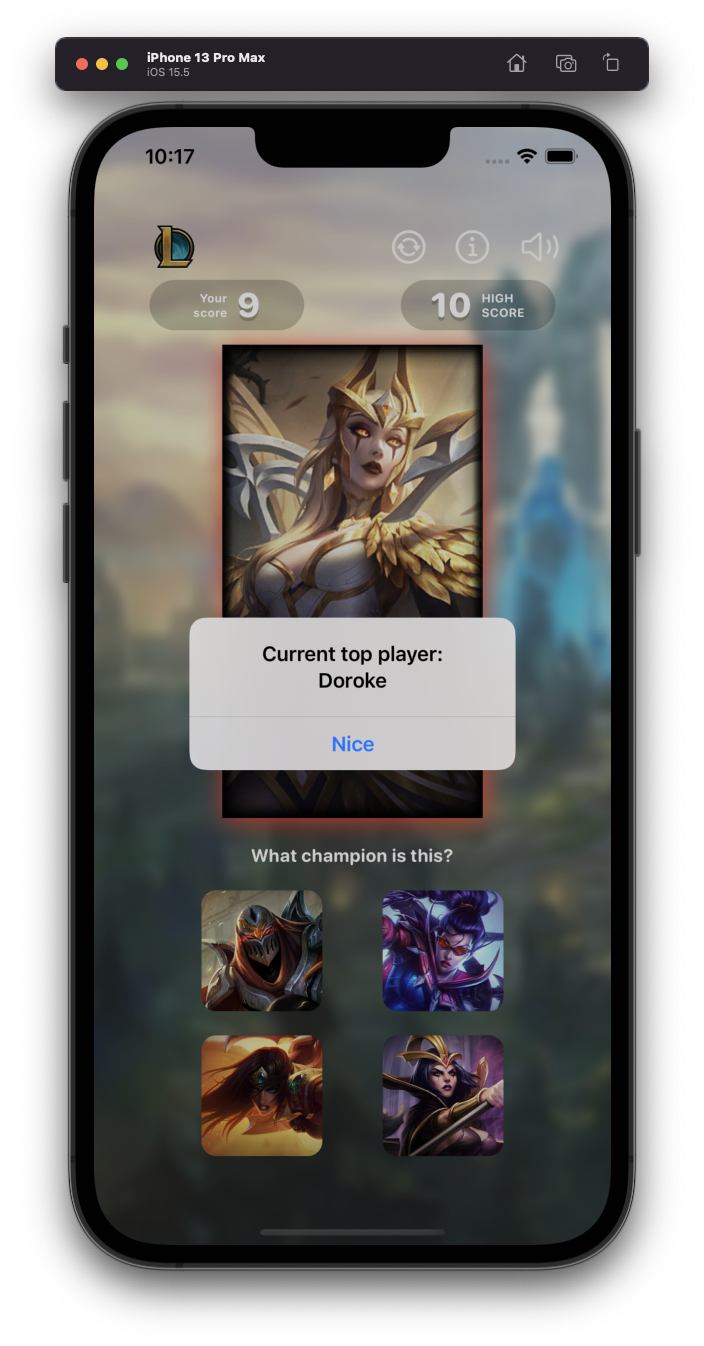 iPhone 13 Pro Max
iOS 15.5
10:17
Your
score
9
10
HIGH
SCORE
Current top player:
Doroke
Nice
What champion is this?